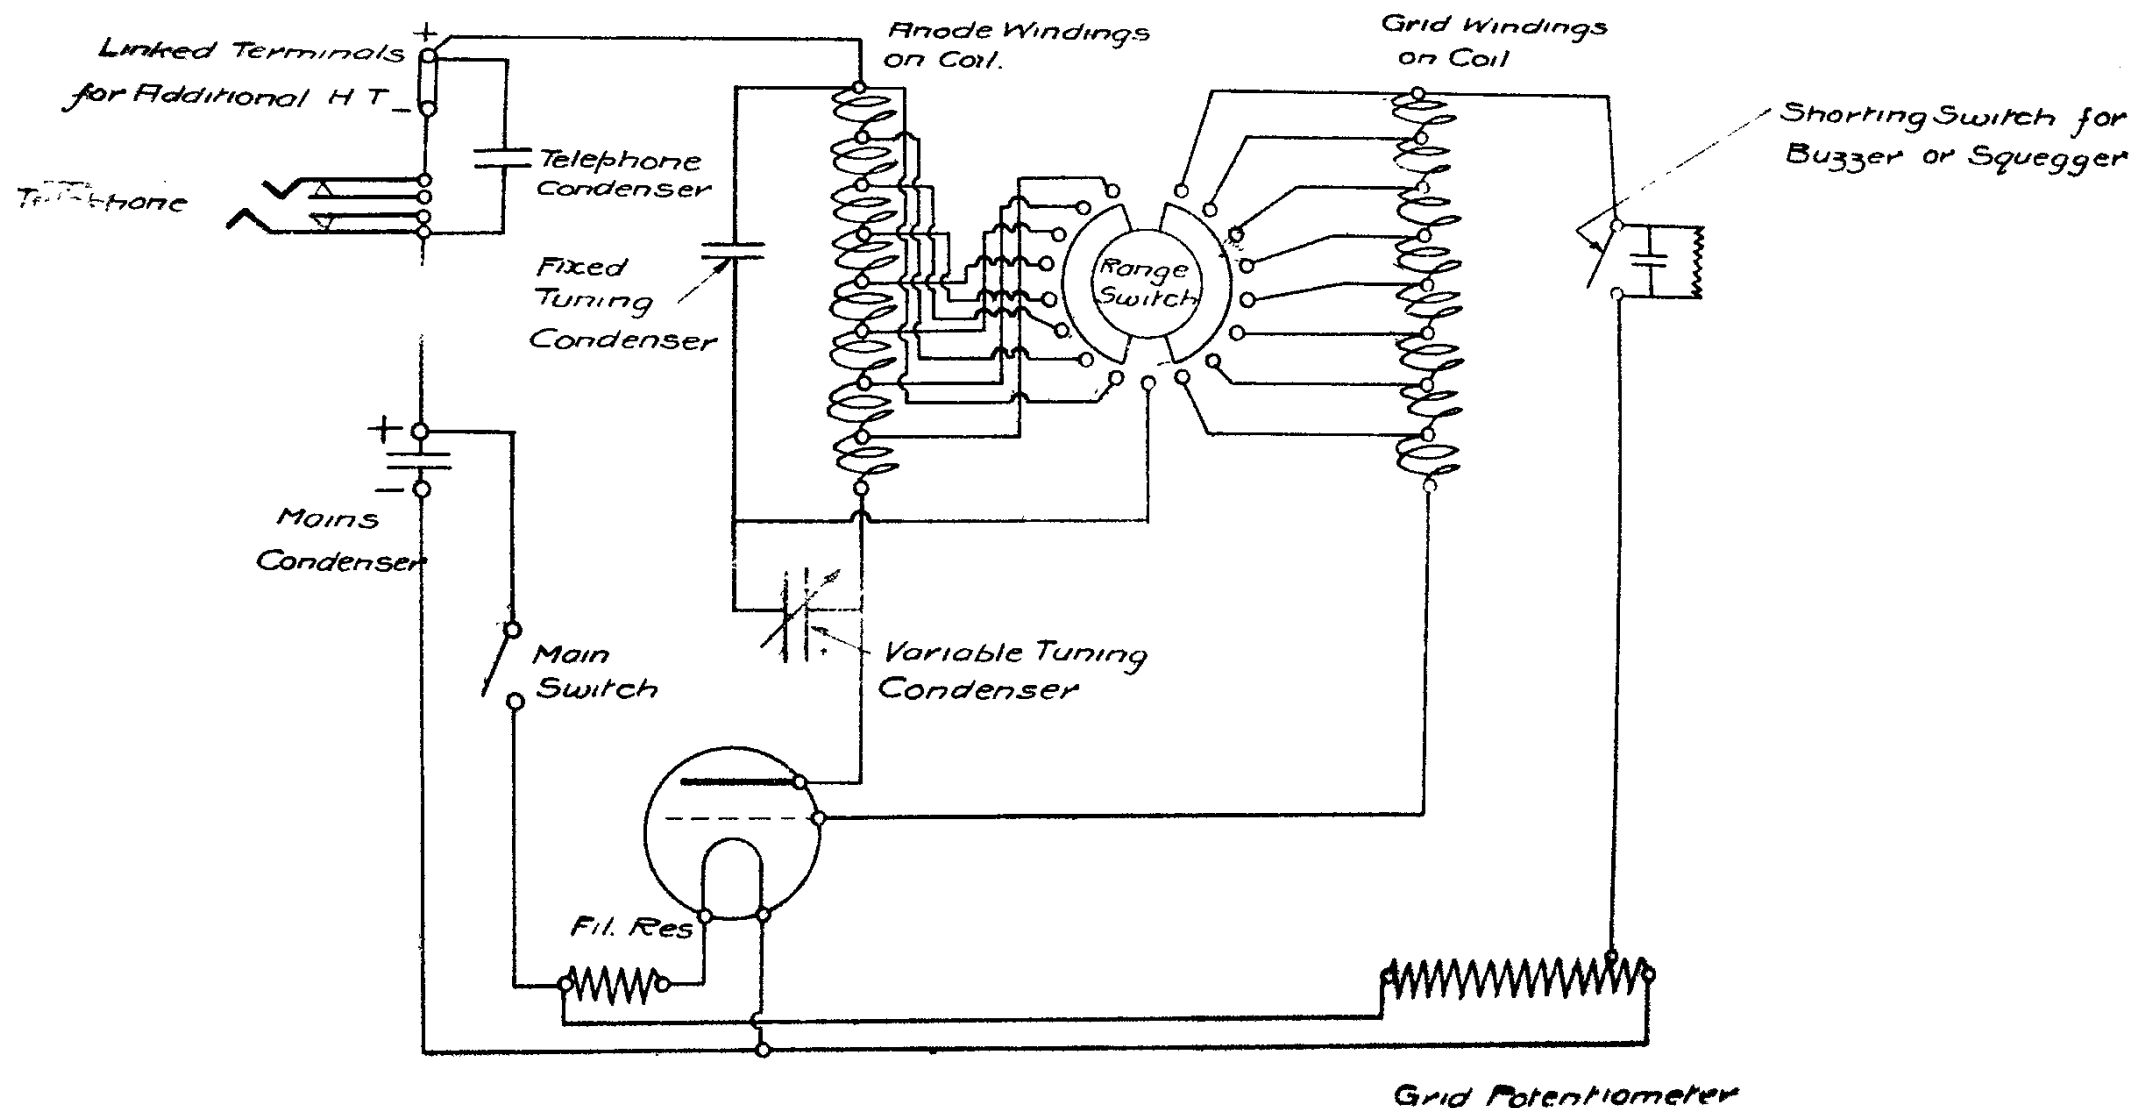 +
Linked Terminals
for Additional H T
-
Telephone
Condenser
Fixed
Tuning
Condenser
Anode Windings
on Coil.
Range
Switch
Grid Windings
on Coil
Shorting Switch for
Buzzer or Squegger
+
-
Mains
Condenser
Main
Switch
Variable Tuning
Condenser
Fil. Res
Grid Potentiometer